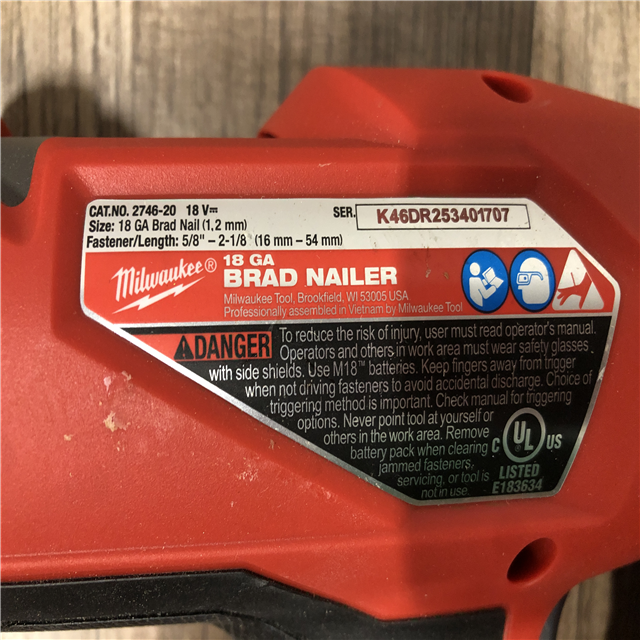 CAT.NO. 2746-20 18 V⎓
SER. K46DR253401707
Size: 18 GA Brad Nail (1,2 mm)
Fastener/Length: 5/8" – 2-1/8 (16 mm – 54 mm)
Milwaukee®
18 GA
BRAD NAILER
Milwaukee Tool, Brookfield, WI 53005 USA
Professionally assembled in Vietnam by Milwaukee Tool
DANGER
To reduce the risk of injury, user must read operator's manual.
Operators and others in work area must wear safety glasses
with side shields. Use M18™ batteries. Keep fingers away from trigger
when not driving fasteners to avoid accidental discharge. Choice of
triggering method is important. Check manual for triggering
options. Never point tool at yourself or
others in the work area. Remove
battery pack when clearing
jammed fasteners,
servicing, or tool is
not in use.
C UL US
LISTED
E183634